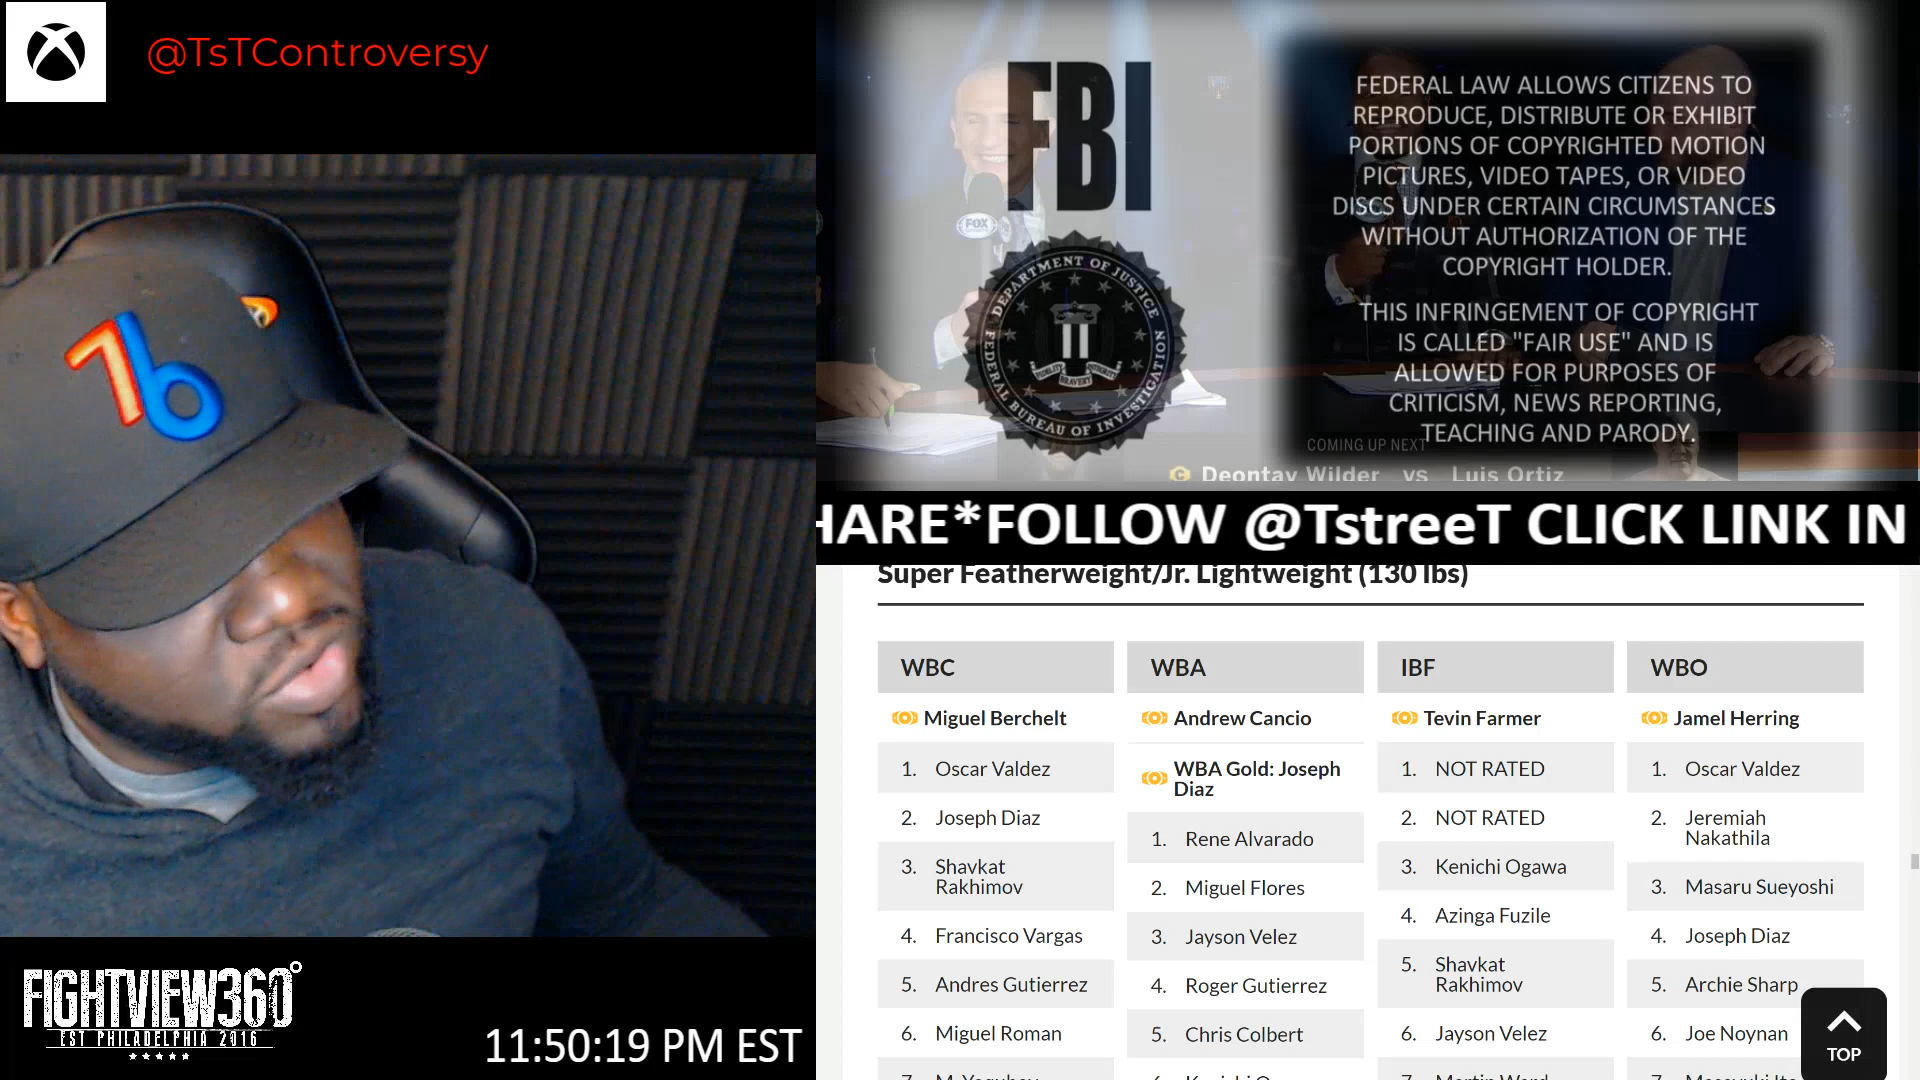 @TsTControversy
76
FBI
DEPARTMENT OF JUSTICE
FEDERAL BUREAU OF INVESTIGATION
FIDELITY BRAVERY INTEGRITY
FOX
FEDERAL LAW ALLOWS CITIZENS TO
REPRODUCE, DISTRIBUTE OR EXHIBIT
PORTIONS OF COPYRIGHTED MOTION
PICTURES, VIDEO TAPES, OR VIDEO
DISCS UNDER CERTAIN CIRCUMSTANCES
WITHOUT AUTHORIZATION OF THE
COPYRIGHT HOLDER.
THIS INFRINGEMENT OF COPYRIGHT
IS CALLED "FAIR USE" AND IS
ALLOWED FOR PURPOSES OF
CRITICISM, NEWS REPORTING,
TEACHING AND PARODY.
COMING UP NEXT
Deontay Wilder vs Luis Ortiz
HARE*FOLLOW @TstreeT CLICK LINK IN
Super Featherweight/Jr. Lightweight (130 lbs)
WBC
Miguel Berchelt
1. Oscar Valdez
2. Joseph Diaz
3. Shavkat
Rakhimov
4. Francisco Vargas
5. Andres Gutierrez
6. Miguel Roman
WBA
Andrew Cancio
WBA Gold: Joseph
Diaz
1. Rene Alvarado
2. Miguel Flores
3. Jayson Velez
4. Roger Gutierrez
5. Chris Colbert
IBF
Tevin Farmer
1. NOT RATED
2. NOT RATED
3. Kenichi Ogawa
4. Azinga Fuzile
5. Shavkat
Rakhimov
6. Jayson Velez
WBO
Jamel Herring
1. Oscar Valdez
2. Jeremiah
Nakathila
3. Masaru Sueyoshi
4. Joseph Diaz
5. Archie Sharp
6. Joe Noynan
TOP
FIGHTVIEW360°
EST PHILADELPHIA 2016
11:50:19 PM EST